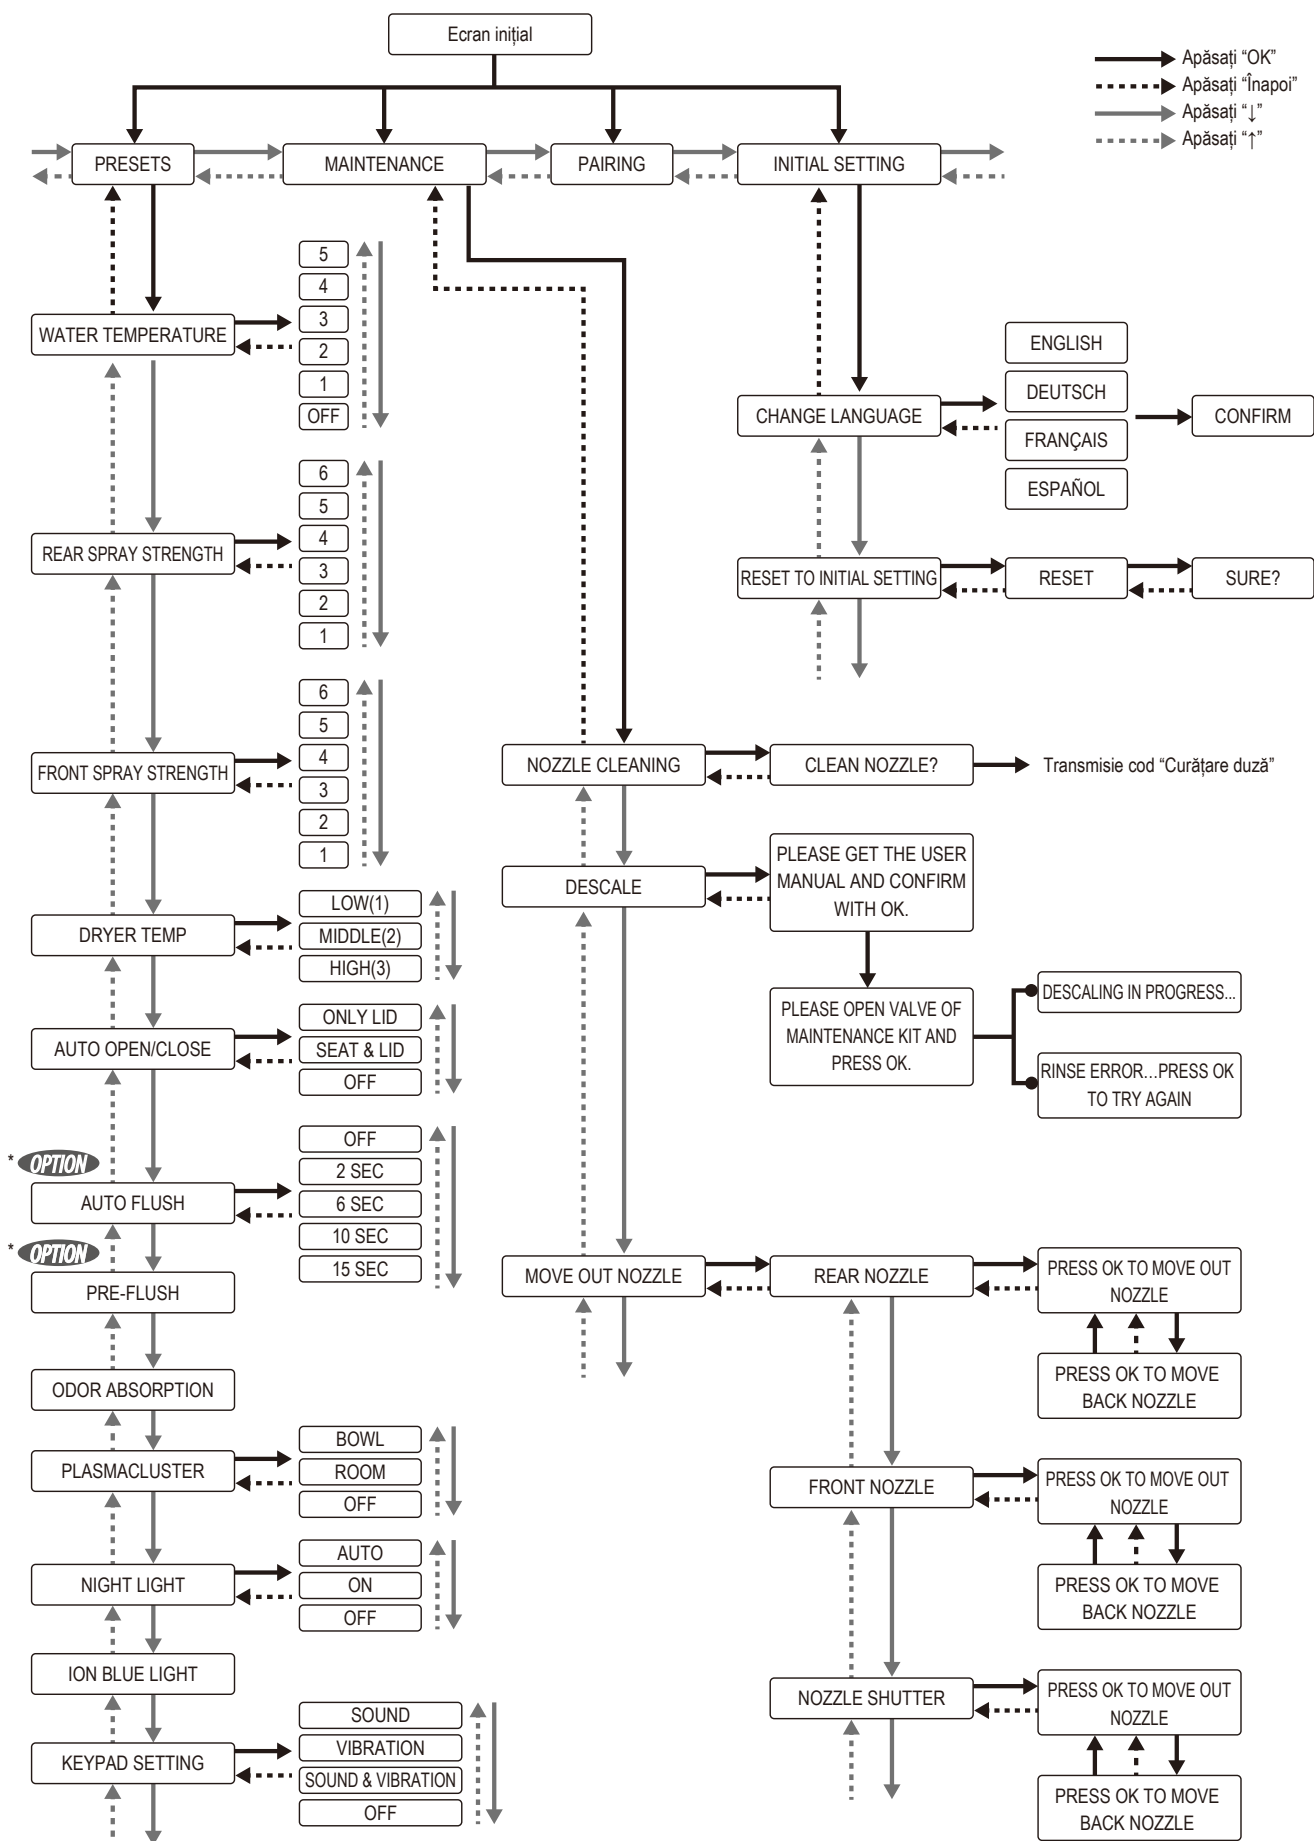 Ecran inițial
Apăsați “OK”
Apăsați “Înapoi”
Apăsați “↓”
Apăsați “↑”
PRESETS
MAINTENANCE
PAIRING
INITIAL SETTING
WATER TEMPERATURE
5
4
3
2
1
OFF
REAR SPRAY STRENGTH
6
5
4
3
2
1
FRONT SPRAY STRENGTH
6
5
4
3
2
1
DRYER TEMP
LOW(1)
MIDDLE(2)
HIGH(3)
AUTO OPEN/CLOSE
ONLY LID
SEAT & LID
OFF
* OPTION
AUTO FLUSH
OFF
2 SEC
6 SEC
10 SEC
15 SEC
* OPTION
PRE-FLUSH
ODOR ABSORPTION
PLASMACLUSTER
BOWL
ROOM
OFF
NIGHT LIGHT
AUTO
ON
OFF
ION BLUE LIGHT
KEYPAD SETTING
SOUND
VIBRATION
SOUND & VIBRATION
OFF
NOZZLE CLEANING
CLEAN NOZZLE?
Transmisie cod “Curățare duză”
DESCALE
PLEASE GET THE USER
MANUAL AND CONFIRM
WITH OK.
PLEASE OPEN VALVE OF
MAINTENANCE KIT AND
PRESS OK.
DESCALING IN PROGRESS...
RINSE ERROR…PRESS OK
TO TRY AGAIN
MOVE OUT NOZZLE
REAR NOZZLE
PRESS OK TO MOVE OUT
NOZZLE
PRESS OK TO MOVE
BACK NOZZLE
FRONT NOZZLE
PRESS OK TO MOVE OUT
NOZZLE
PRESS OK TO MOVE
BACK NOZZLE
NOZZLE SHUTTER
PRESS OK TO MOVE OUT
NOZZLE
PRESS OK TO MOVE
BACK NOZZLE
CHANGE LANGUAGE
ENGLISH
DEUTSCH
FRANÇAIS
ESPAÑOL
CONFIRM
RESET TO INITIAL SETTING
RESET
SURE?